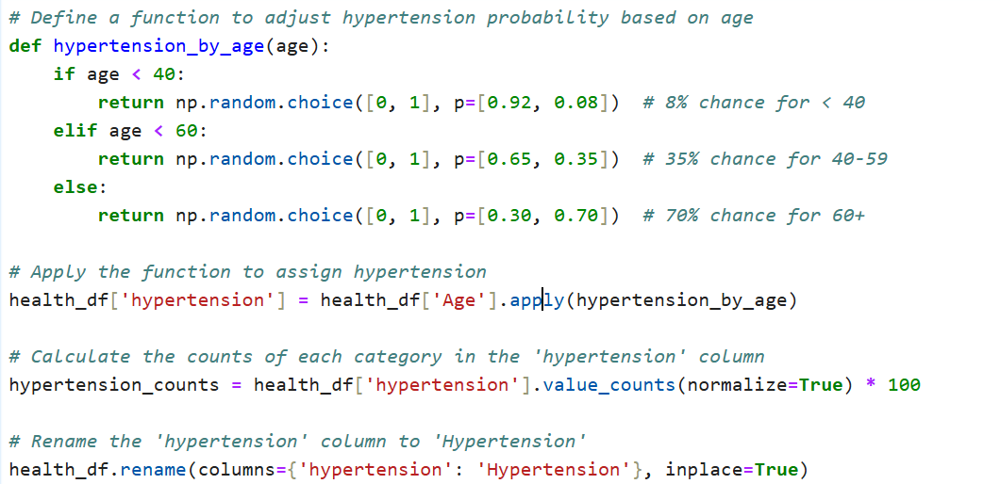 # Define a function to adjust hypertension probability based on age
def hypertension_by_age(age):
    if age < 40:
        return np.random.choice([0, 1], p=[0.92, 0.08])  # 8% chance for < 40
    elif age < 60:
        return np.random.choice([0, 1], p=[0.65, 0.35])  # 35% chance for 40-59
    else:
        return np.random.choice([0, 1], p=[0.30, 0.70])  # 70% chance for 60+

# Apply the function to assign hypertension
health_df['hypertension'] = health_df['Age'].apply(hypertension_by_age)

# Calculate the counts of each category in the 'hypertension' column
hypertension_counts = health_df['hypertension'].value_counts(normalize=True) * 100

# Rename the 'hypertension' column to 'Hypertension'
health_df.rename(columns={'hypertension': 'Hypertension'}, inplace=True)